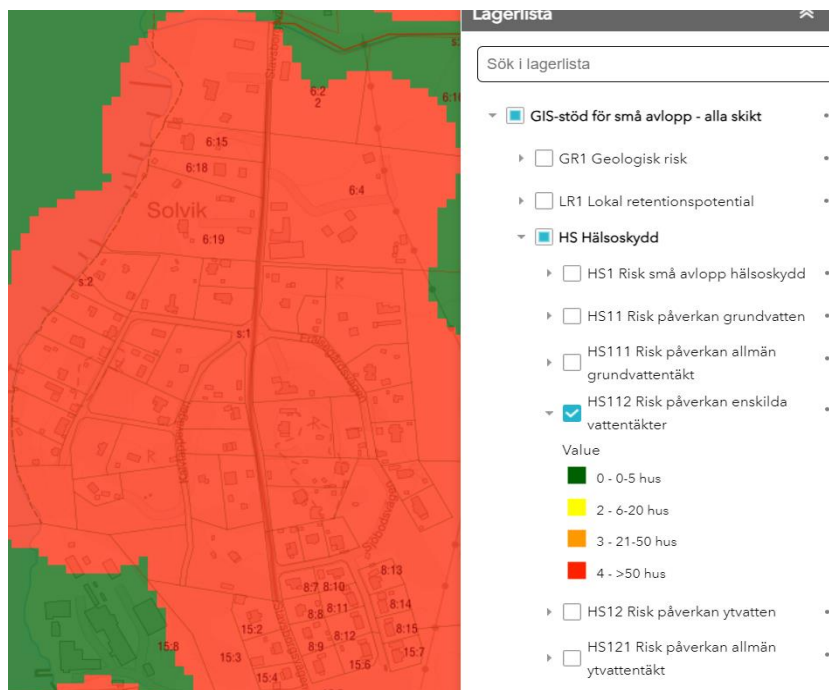 Lagerlista
Sök i lagerlista
GIS-stöd för små avlopp - alla skikt
GR1 Geologisk risk
LR1 Lokal retentionspotential
HS Hälsoskydd
HS1 Risk små avlopp hälsoskydd
HS11 Risk påverkan grundvatten
HS111 Risk påverkan allmän
grundvattentäkt
HS112 Risk påverkan enskilda
vattentäkter
Value
0 - 0-5 hus
2 - 6-20 hus
3 - 21-50 hus
4 - >50 hus
HS12 Risk påverkan ytvatten
HS121 Risk påverkan allmän
ytvattentäkt
6:2
2
6:15
6:18
6:4
Solvik
6:19
s:2
s:1
8:13
8:7
8:10
8:11
8:14
8:8
15:2
8:12
8:15
15:8
8:9
15:3
15:6
15:7
15:4